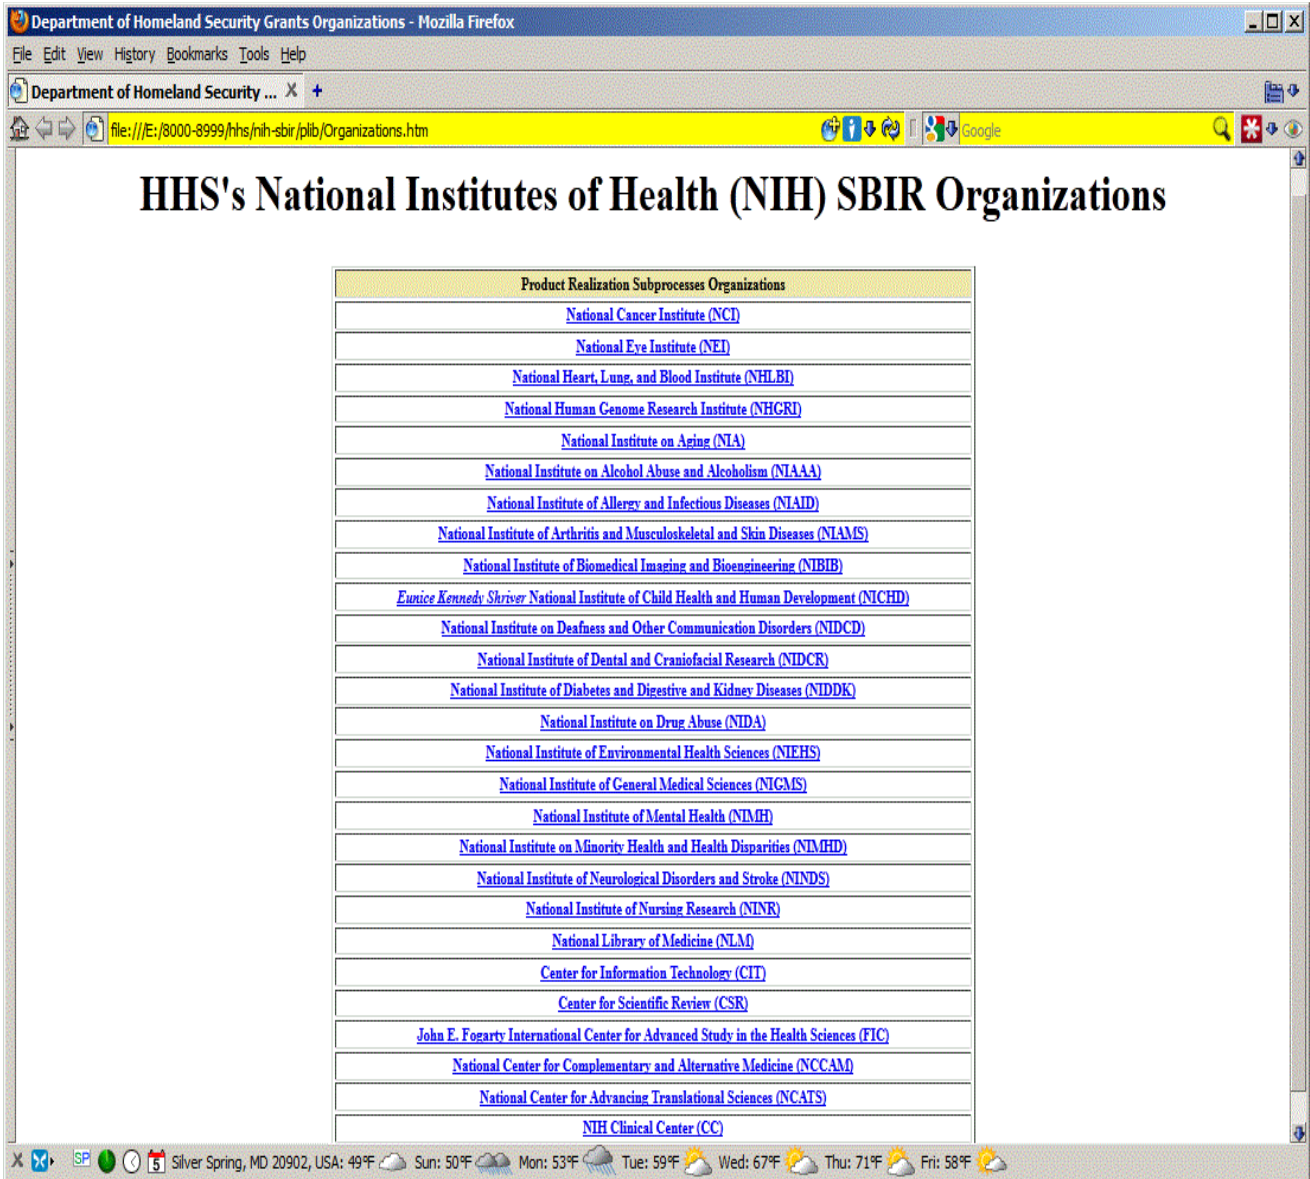 Department of Homeland Security Grants Organizations - Mozilla Firefox
File Edit View History Bookmarks Tools Help
Department of Homeland Security ... X +
file:///E:/8000-8999/hhs/nih-sbir/plib/Organizations.htm Google
HHS's National Institutes of Health (NIH) SBIR Organizations
Product Realization Subprocesses Organizations
National Cancer Institute (NCI)
National Eye Institute (NEI)
National Heart, Lung, and Blood Institute (NHLBI)
National Human Genome Research Institute (NHGRI)
National Institute on Aging (NIA)
National Institute on Alcohol Abuse and Alcoholism (NIAAA)
National Institute of Allergy and Infectious Diseases (NIAID)
National Institute of Arthritis and Musculoskeletal and Skin Diseases (NIAMS)
National Institute of Biomedical Imaging and Bioengineering (NIBIB)
Eunice Kennedy Shriver National Institute of Child Health and Human Development (NICHD)
National Institute on Deafness and Other Communication Disorders (NIDCD)
National Institute of Dental and Craniofacial Research (NIDCR)
National Institute of Diabetes and Digestive and Kidney Diseases (NIDDK)
National Institute on Drug Abuse (NIDA)
National Institute of Environmental Health Sciences (NIEHS)
National Institute of General Medical Sciences (NIGMS)
National Institute of Mental Health (NIMH)
National Institute on Minority Health and Health Disparities (NIMHD)
National Institute of Neurological Disorders and Stroke (NINDS)
National Institute of Nursing Research (NINR)
National Library of Medicine (NLM)
Center for Information Technology (CIT)
Center for Scientific Review (CSR)
John E. Fogarty International Center for Advanced Study in the Health Sciences (FIC)
National Center for Complementary and Alternative Medicine (NCCAM)
National Center for Advancing Translational Sciences (NCATS)
NIH Clinical Center (CC)
X SP 5 Silver Spring, MD 20902, USA: 49°F Sun: 50°F Mon: 53°F Tue: 59°F Wed: 67°F Thu: 71°F Fri: 58°F